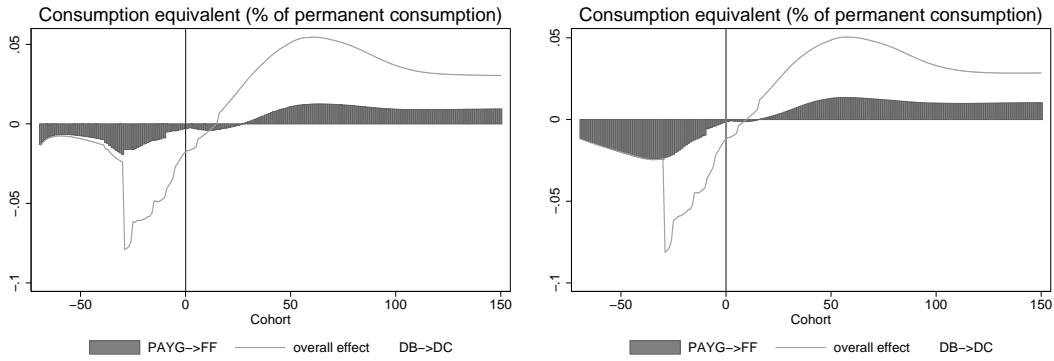 Consumption equivalent (% of permanent consumption)
.05
0
-.05
-.1
-50 0 50 100 150
Cohort
PAYG->FF overall effect DB->DC
Consumption equivalent (% of permanent consumption)
.05
0
-.05
-.1
-50 0 50 100 150
Cohort
PAYG->FF overall effect DB->DC